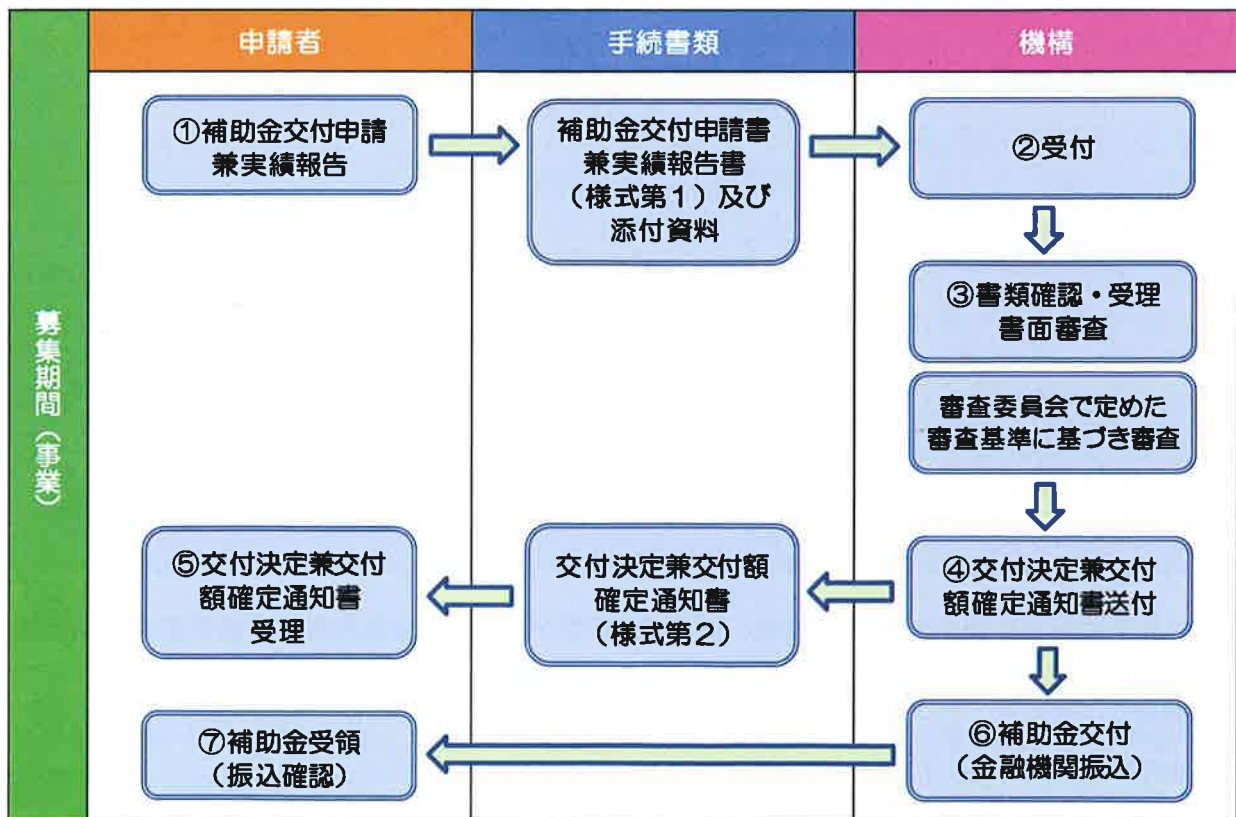 申請者
手続書類
機構
募集期間（事業）
①補助金交付申請
兼実績報告
補助金交付申請書
兼実績報告書
（様式第１）及び
添付資料
②受付
③書類確認・受理
書面審査
審査委員会で定めた
審査基準に基づき審査
④交付決定兼交付
額確定通知書送付
交付決定兼交付額
確定通知書
（様式第２）
⑤交付決定兼交付
額確定通知書
受理
⑥補助金交付
（金融機関振込）
⑦補助金受領
（振込確認）